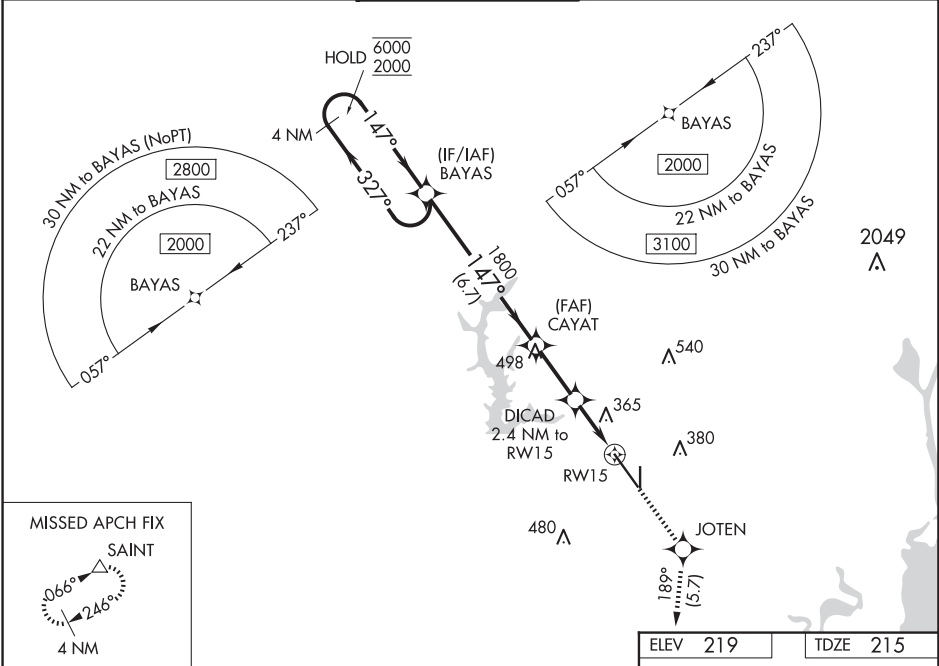 HOLD 6000
2000
4 NM
147°
327°
(IF/IAF)
BAYAS
30 NM to BAYAS (NoPT)
2800
22 NM to BAYAS
2000
237°
BAYAS
057°
237°
BAYAS
2000
057°
22 NM to BAYAS
3100
30 NM to BAYAS
2049
1800
147°
(6.7)
(FAF)
CAYAT
498
540
DICAD
2.4 NM to
RW15
365
380
RW15
480
JOTEN
189°
(5.7)
MISSED APCH FIX
SAINT
066°
246°
4 NM
ELEV 219
TDZE 215